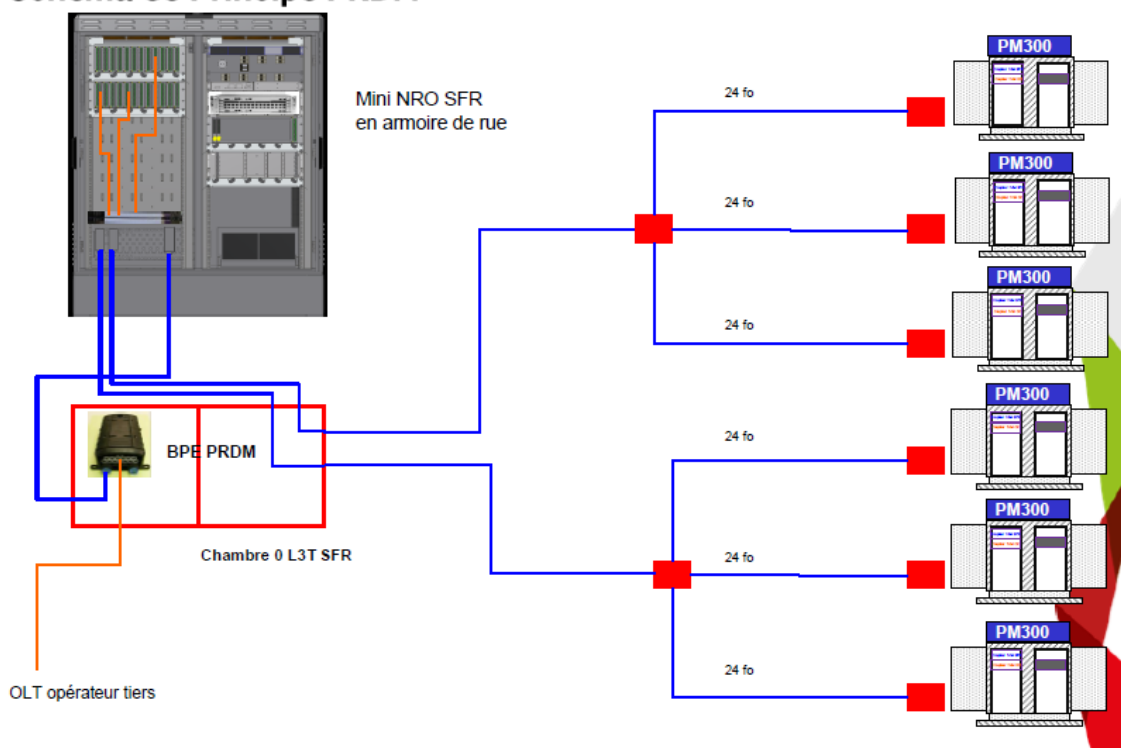 Mini NRO SFR
en armoire de rue
PM300
24 fo
PM300
24 fo
PM300
24 fo
PM300
24 fo
PM300
24 fo
PM300
24 fo
BPE PRDM
Chambre 0 L3T SFR
OLT opérateur tiers